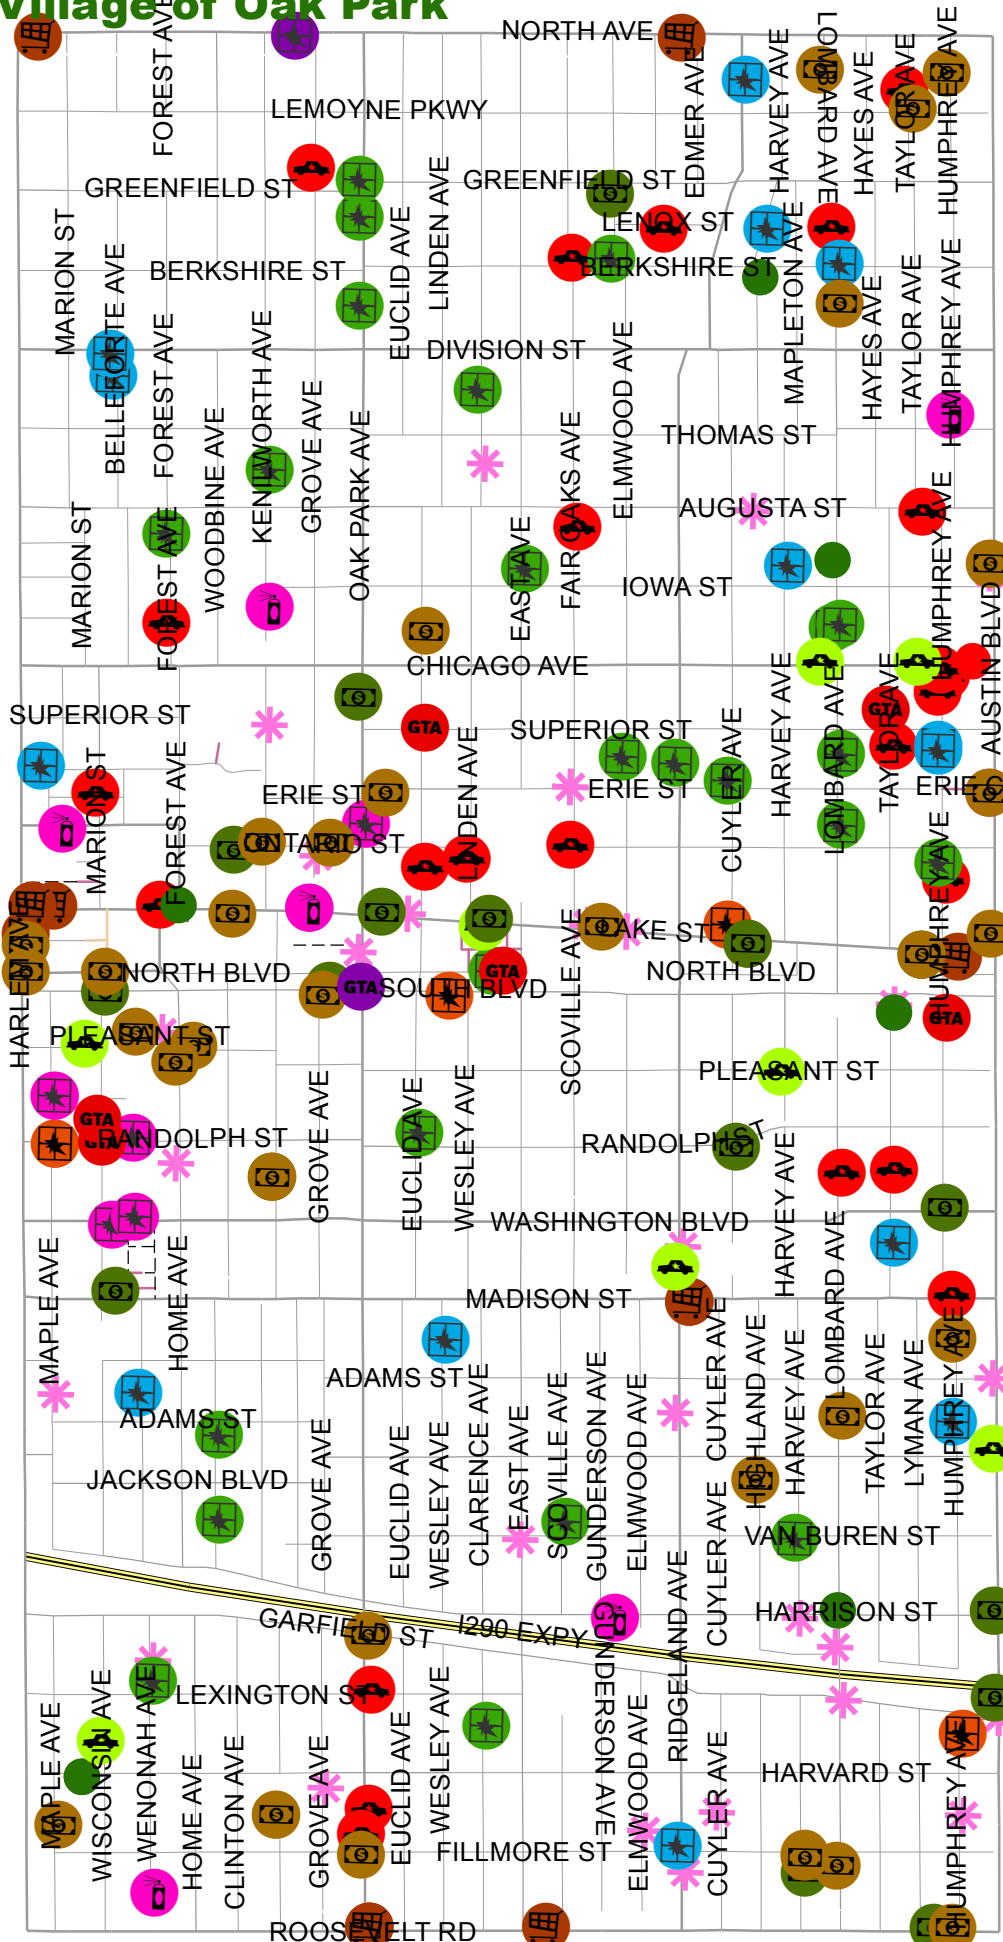 Village of Oak Park
NORTH AVE
FOREST AVE
LEMOYNE PKWY
EDMER AVE
HARVEY AVE
LOMBARD AVE
HAYES AVE
TAYLOR AVE
HUMPHREY AVE
GREENFIELD ST
GREENFIELD ST
LENOX ST
MARION ST
BELLEFORTE AVE
BERKSHIRE ST
EUCLID AVE
LINDEN AVE
BERKSHIRE ST
MAPLETON AVE
HAYES AVE
TAYLOR AVE
HUMPHREY AVE
FOREST AVE
KENILWORTH AVE
DIVISION ST
ELMWOOD AVE
WOODBINE AVE
GROVE AVE
OAK PARK AVE
FAIR OAKS AVE
THOMAS ST
MARION ST
FOREST AVE
EAST AVE
AUGUSTA ST
HUMPHREY AVE
IOWA ST
AUSTIN BLVD
CHICAGO AVE
SUPERIOR ST
GTA
SUPERIOR ST
HARVEY AVE
LOMBARD AVE
GTA
TAYLOR AVE
MARION ST
FOREST AVE
ERIE ST
LINDEN AVE
ERIE ST
CUYLER AVE
ERIE C
ONTARIO ST
HUMPHREY AVE
HARLEM AVE
LAKE ST
SCOVILLE AVE
NORTH BLVD
GTA
SOUTH BLVD
GTA
NORTH BLVD
GTA
PLEASANT ST
PLEASANT ST
GTA
GTA
RANDOLPH ST
GROVE AVE
EUCLID AVE
WESLEY AVE
RANDOLPH ST
HARVEY AVE
WASHINGTON BLVD
LOMBARD AVE
MAPLE AVE
HOME AVE
MADISON ST
CUYLER AVE
HIGHLAND AVE
HARVEY AVE
TAYLOR AVE
LYMAN AVE
HUMPHREY AVE
ADAMS ST
ADAMS ST
JACKSON BLVD
GROVE AVE
EUCLID AVE
WESLEY AVE
CLARENCE AVE
EAST AVE
SCOVILLE AVE
GUNDERSON AVE
ELMWOOD AVE
CUYLER AVE
VAN BUREN ST
RIDGELAND AVE
GARFIELD ST
I290 EXPY
HARRISON ST
GUNDERSON AVE
LEXINGTON ST
MAPLE AVE
WISCONSIN AVE
WENONAH AVE
HOME AVE
CLINTON AVE
GROVE AVE
EUCLID AVE
WESLEY AVE
ELMWOOD AVE
CUYLER AVE
HARVARD ST
HUMPHREY AVE
FILLMORE ST
ROOSEVELT RD